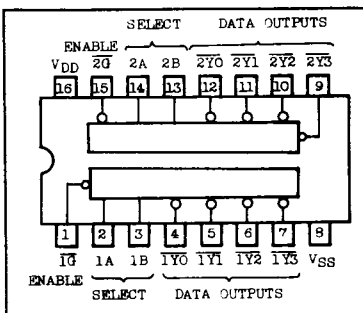 SELECT DATA OUTPUTS
ENABLE
VDD 2G 2A 2B 2Y0 2Y1 2Y2 2Y3
16 15 14 13 12 11 10 9
1 2 3 4 5 6 7 8
1G 1A 1B 1Y0 1Y1 1Y2 1Y3 VSS
ENABLE
SELECT DATA OUTPUTS